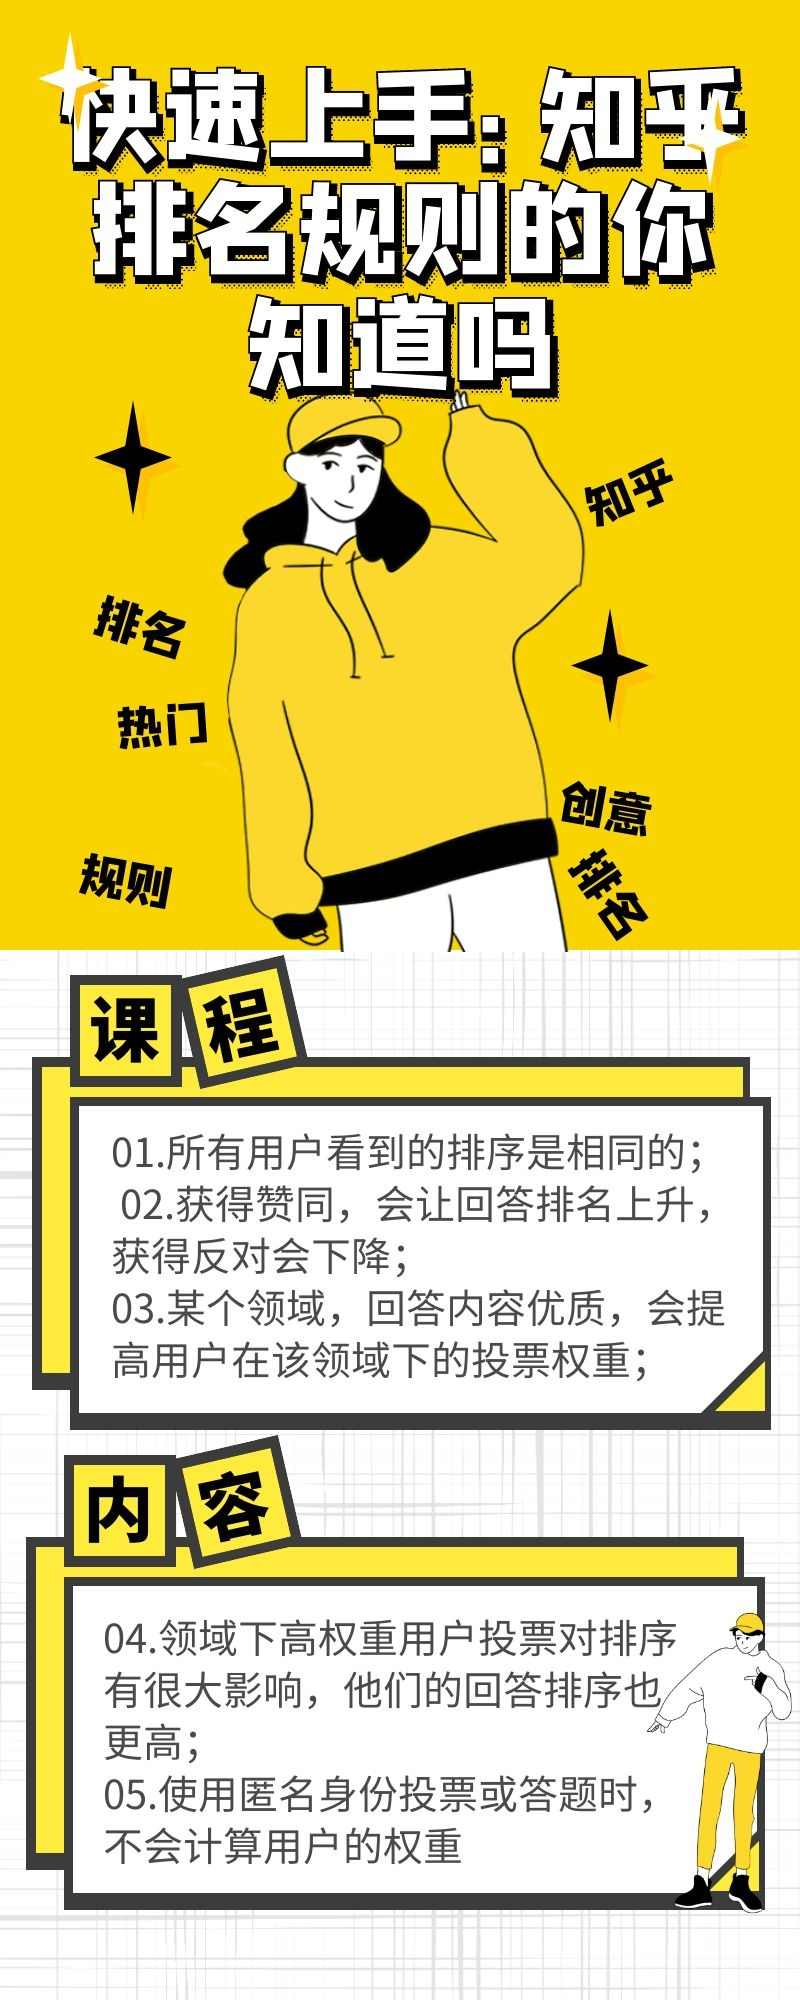 快速上手：知乎
排名规则的你
知道吗
知乎
排名
热门
创意
规则
排名
课程
01.所有用户看到的排序是相同的；
02.获得赞同，会让回答排名上升，
获得反对会下降；
03.某个领域，回答内容优质，会提
高用户在该领域下的投票权重；
内容
04.领域下高权重用户投票对排序
有很大影响，他们的回答排序也
更高；
05.使用匿名身份投票或答题时，
不会计算用户的权重